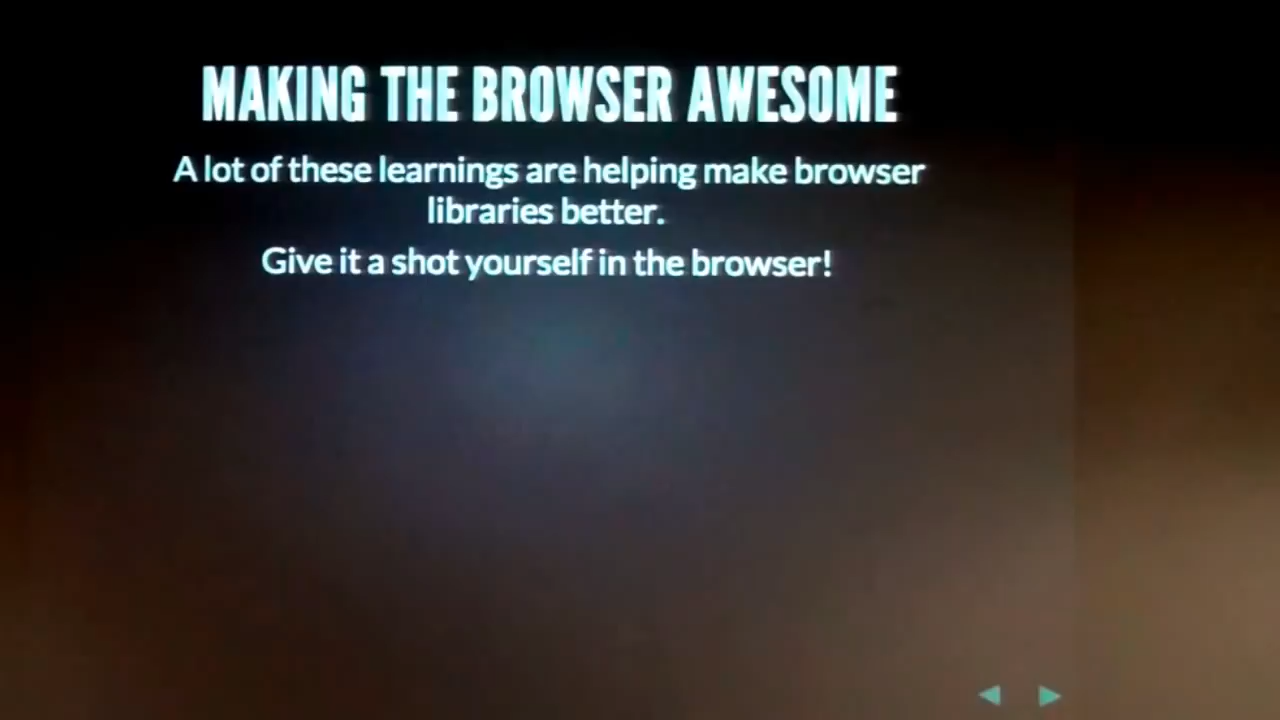 MAKING THE BROWSER AWESOME
A lot of these learnings are helping make browser
libraries better.
Give it a shot yourself in the browser!